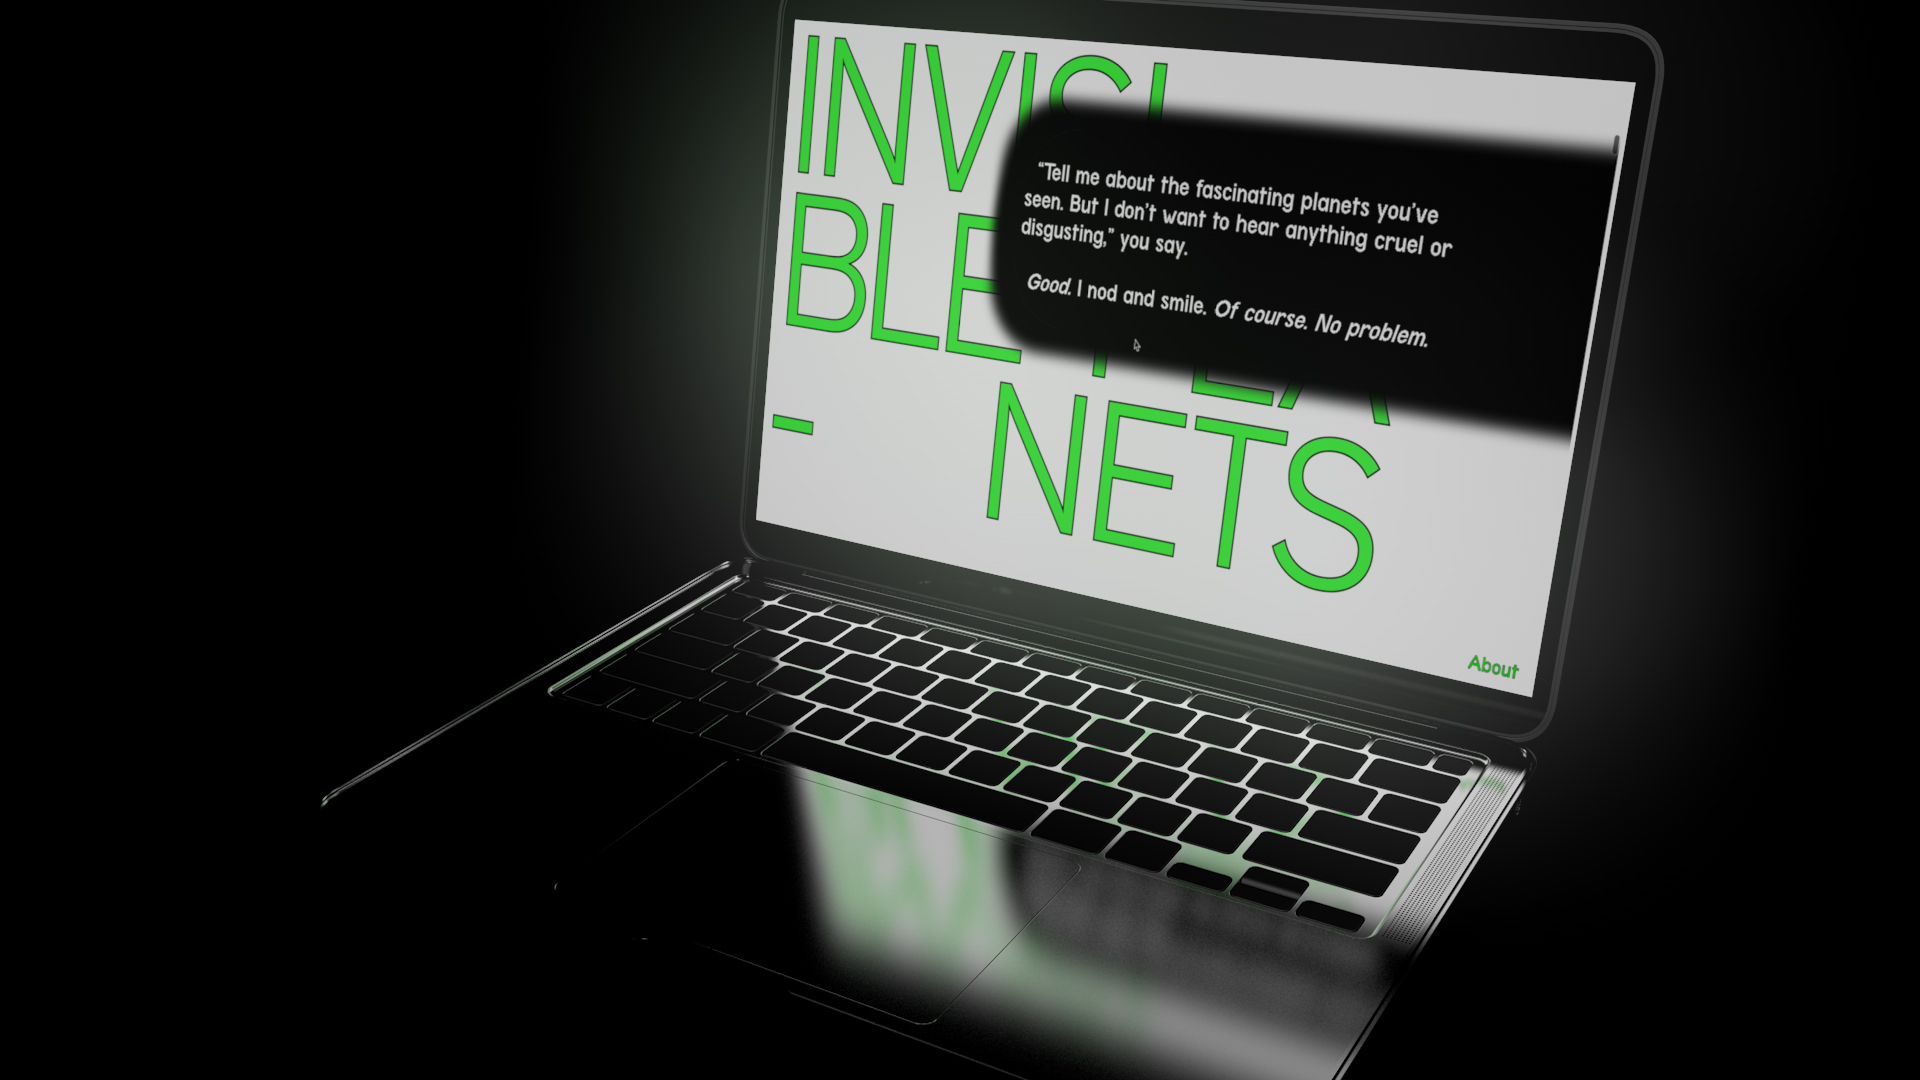 INVISI
BLE PLA
- NETS
“Tell me about the fascinating planets you’ve
seen. But I don’t want to hear anything cruel or
disgusting,” you say.
Good. I nod and smile. Of course. No problem.
About